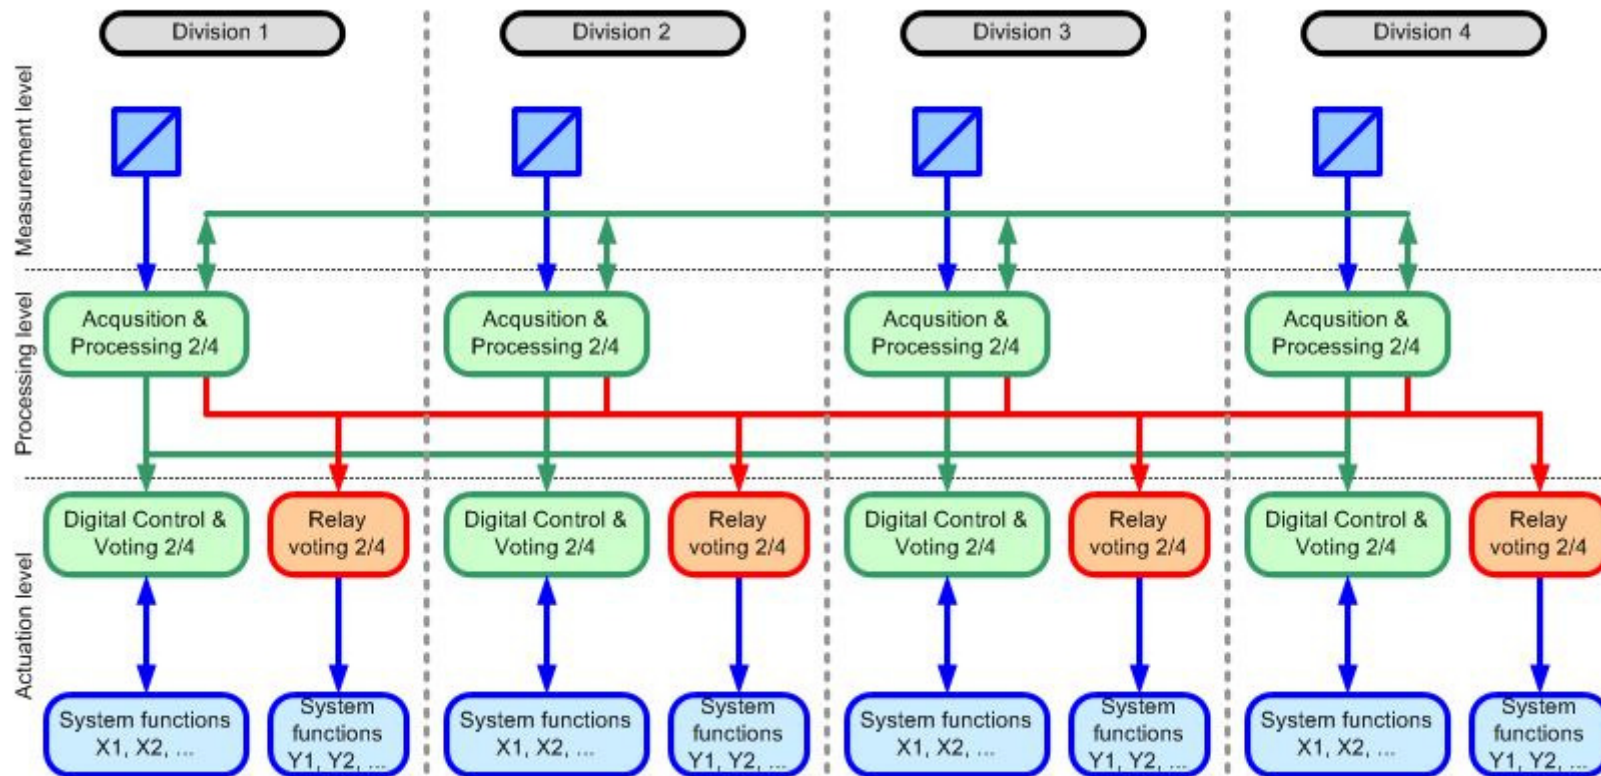 Division 1
Division 2
Division 3
Division 4
Measurement level
Processing level
Actuation level
Acqusition &
Processing 2/4
Acqusition &
Processing 2/4
Acqusition &
Processing 2/4
Acqusition &
Processing 2/4
Digital Control &
Voting 2/4
Relay
voting 2/4
Digital Control &
Voting 2/4
Relay
voting 2/4
Digital Control &
Voting 2/4
Relay
voting 2/4
Digital Control &
Voting 2/4
Relay
voting 2/4
System functions
X1, X2, ...
System
functions
Y1, Y2, ...
System functions
X1, X2, ...
System
functions
Y1, Y2, ...
System functions
X1, X2, ...
System
functions
Y1, Y2, ...
System functions
X1, X2, ...
System
functions
Y1, Y2, ...